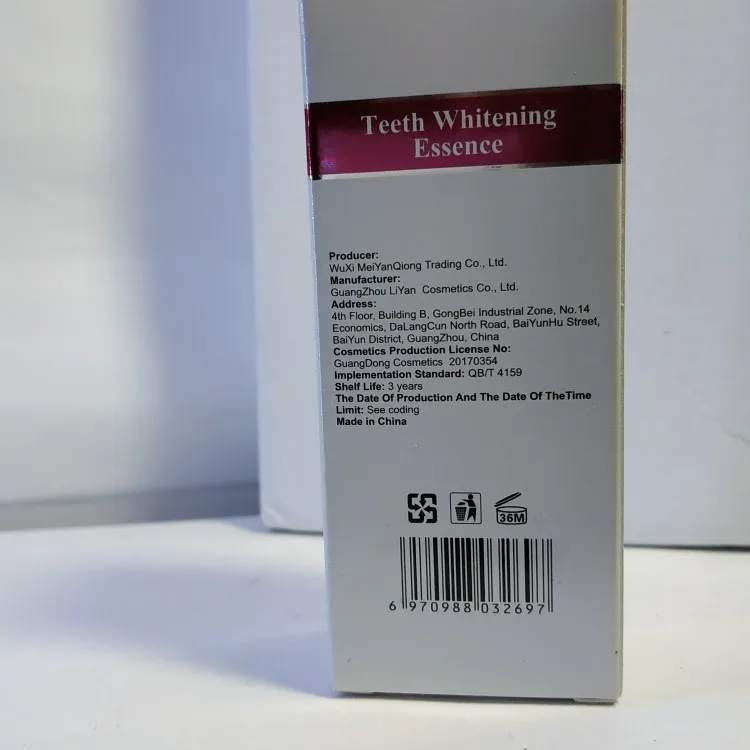 Teeth Whitening
Essence
Producer:
WuXi MeiYanQiong Trading Co., Ltd.
Manufacturer:
GuangZhou LiYan Cosmetics Co., Ltd.
Address:
4th Floor, Building B, GongBei Industrial Zone, No.14
Economics, DaLangCun North Road, BaiYunHu Street,
BaiYun District, GuangZhou, China
Cosmetics Production License No:
GuangDong Cosmetics 20170354
Implementation Standard: QB/T 4159
Shelf Life: 3 years
The Date Of Production And The Date Of TheTime
Limit: See coding
Made in China
36M
6 970988 032697